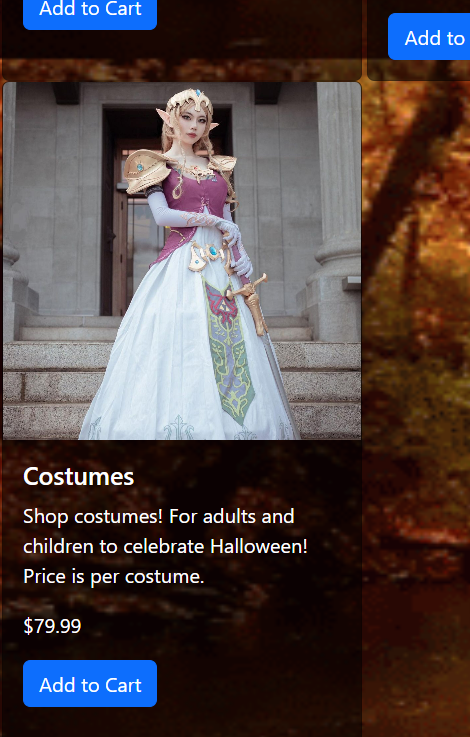 Add to Cart
Add to
Costumes
Shop costumes! For adults and
children to celebrate Halloween!
Price is per costume.
$79.99
Add to Cart